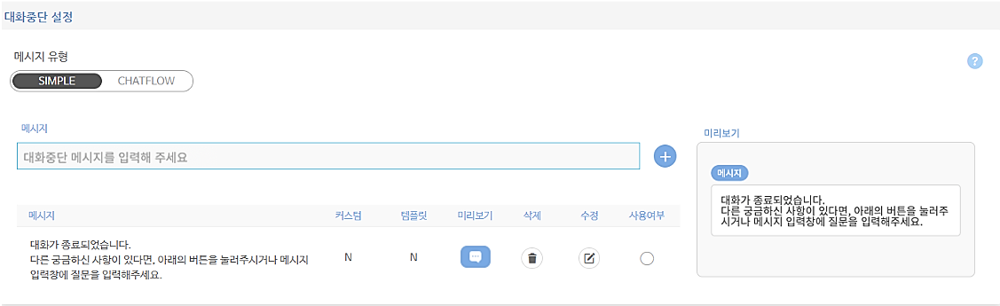 대화중단 설정
메시지 유형
?
SIMPLE CHATFLOW
메시지
대화중단 메시지를 입력해 주세요
+
메시지 커스텀 템플릿 미리보기 삭제 수정 사용여부
대화가 종료되었습니다.
다른 궁금하신 사항이 있다면, 아래의 버튼을 눌러주시거나 메시지
입력창에 질문을 입력해주세요.
N N
미리보기
메시지
대화가 종료되었습니다.
다른 궁금하신 사항이 있다면, 아래의 버튼을 눌러주
시거나 메시지 입력창에 질문을 입력해주세요.